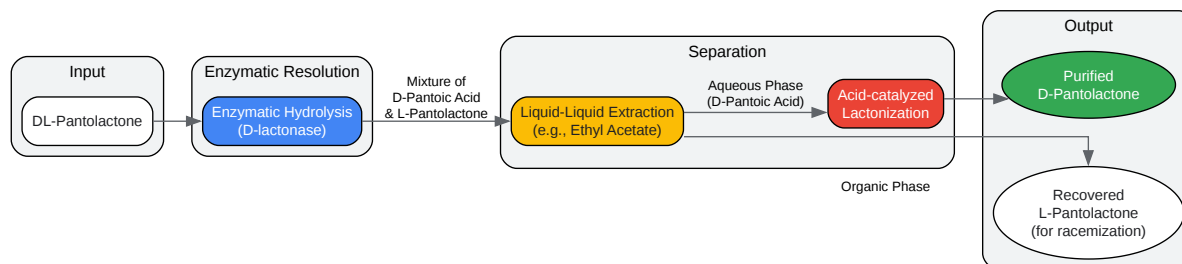 Input
DL-Pantolactone
Enzymatic Resolution
Enzymatic Hydrolysis
(D-lactonase)
Mixture of
D-Pantoic Acid
& L-Pantolactone
Separation
Liquid-Liquid Extraction
(e.g., Ethyl Acetate)
Aqueous Phase
(D-Pantoic Acid)
Acid-catalyzed
Lactonization
Organic Phase
Output
Purified
D-Pantolactone
Recovered
L-Pantolactone
(for racemization)